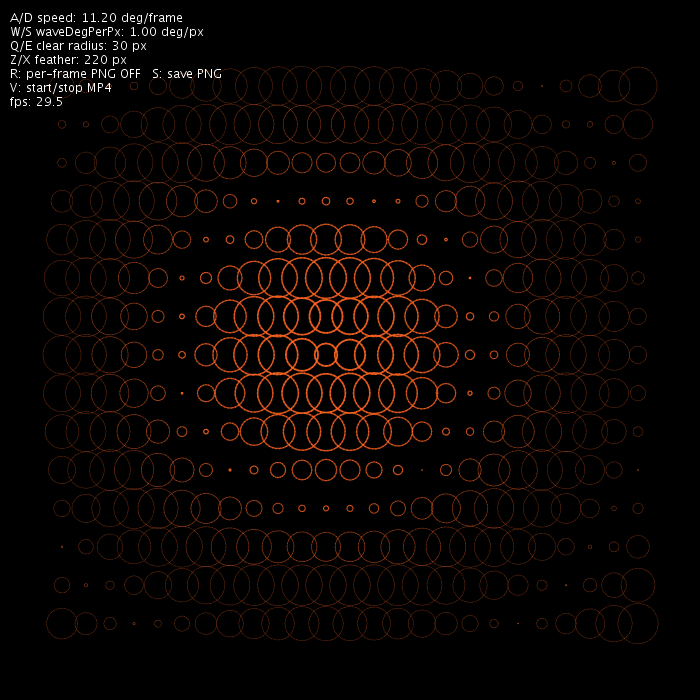 A/D speed: 11.20 deg/frame
W/S waveDegPerPx: 1.00 deg/px
Q/E clear radius: 30 px
Z/X feather: 220 px
R: per-frame PNG OFF   S: save PNG
V: start/stop MP4
fps: 29.5